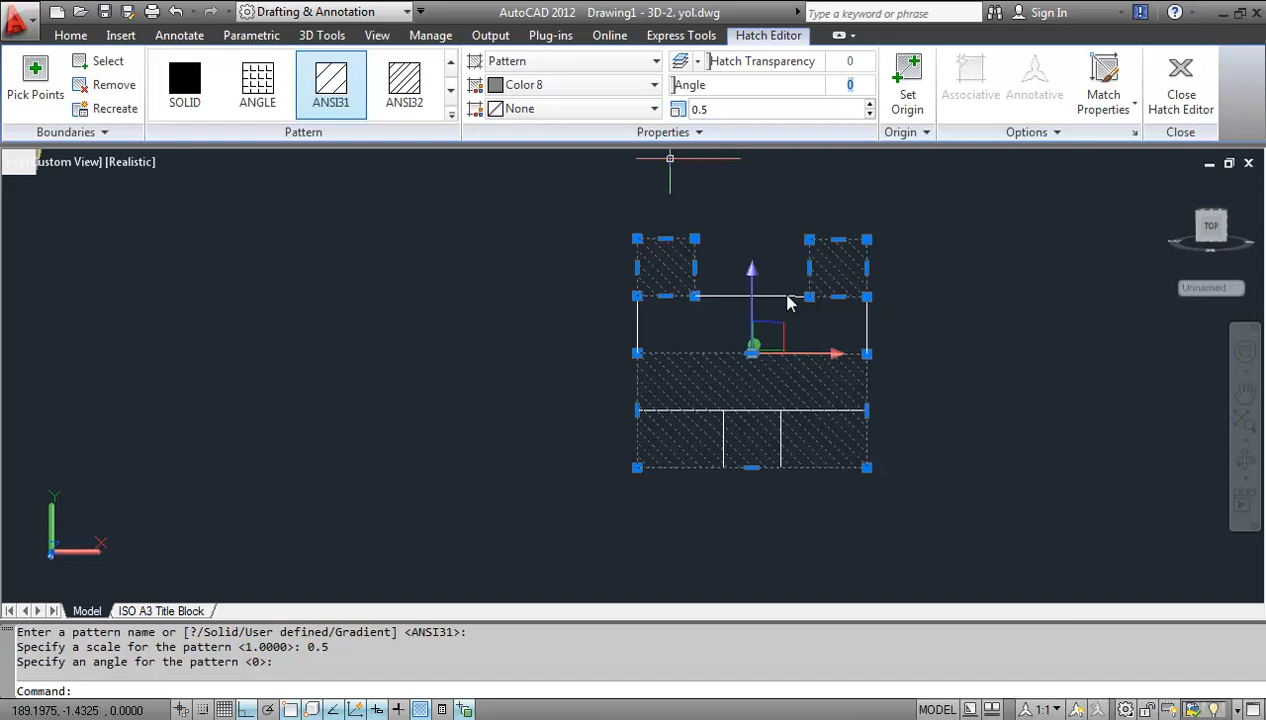 Drafting & Annotation
AutoCAD 2012 Drawing1 - 3D-2. yol.dwg
Type a keyword or phrase
Sign In
Home Insert Annotate Parametric 3D Tools View Manage Output Plug-ins Online Express Tools Hatch Editor
Pick Points
Select
Remove
Recreate
Boundaries
SOLID
ANGLE
ANSI31
ANSI32
Pattern
Pattern
Color 8
None
Hatch Transparency 0
Angle 0
0.5
Properties
Set
Origin
Origin
Associative
Annotative
Match
Properties
Options
Close
Hatch Editor
Close
ustom View] [Realistic]
TOP
Unnamed
Y
X
Model ISO A3 Title Block
Enter a pattern name or [?/Solid/User defined/Gradient] <ANSI31>:
Specify a scale for the pattern <1.0000>: 0.5
Specify an angle for the pattern <0>:
Command:
189.1975, -1.4325 , 0.0000
MODEL
1:1